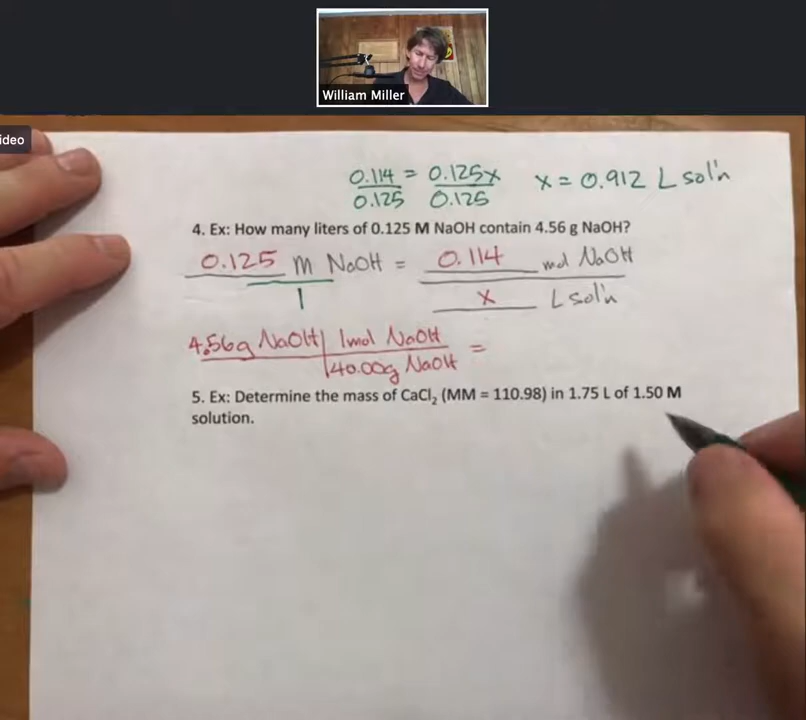 William Miller
ideo
0.114 = 0.125x x = 0.912 L sol'n
0.125 0.125
4. Ex: How many liters of 0.125 M NaOH contain 4.56 g NaOH?
0.125 M NaOH = 0.114 mol NaOH
1 x L sol'n
4.56g NaOH | 1mol NaOH =
40.00g NaOH
5. Ex: Determine the mass of CaCl₂ (MM = 110.98) in 1.75 L of 1.50 M
solution.